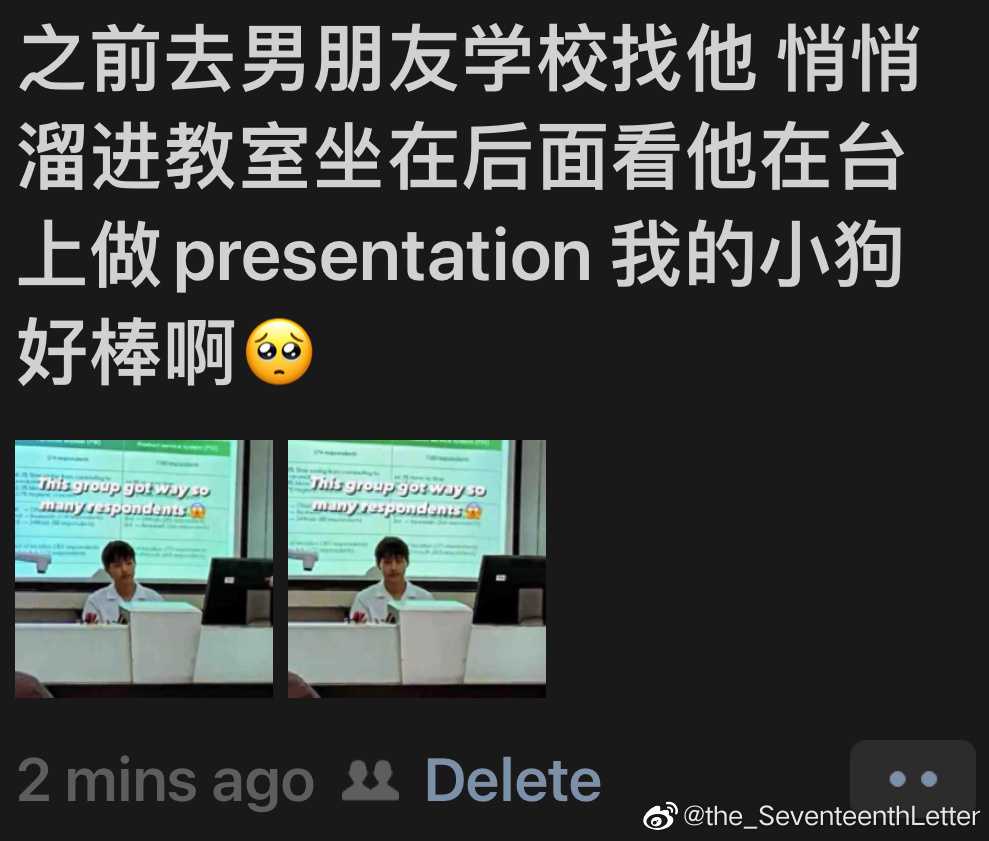 之前去男朋友学校找他 悄悄
溜进教室坐在后面看他在台
上做presentation 我的小狗
好棒啊🥺
This group got way so
many respondents 😱
This group got way so
many respondents 😱
2 mins ago Delete
@the_SeventeenthLetter